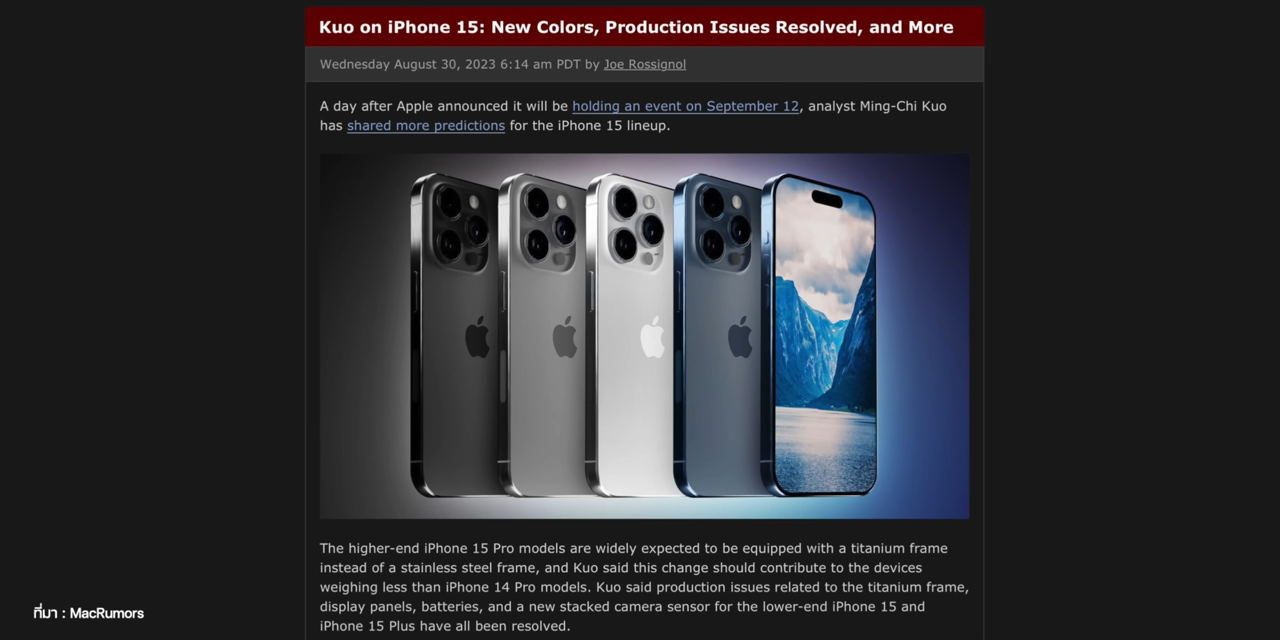 Kuo on iPhone 15: New Colors, Production Issues Resolved, and More
Wednesday August 30, 2023 6:14 am PDT by Joe Rossignol
A day after Apple announced it will be holding an event on September 12, analyst Ming-Chi Kuo
has shared more predictions for the iPhone 15 lineup.
The higher-end iPhone 15 Pro models are widely expected to be equipped with a titanium frame
instead of a stainless steel frame, and Kuo said this change should contribute to the devices
weighing less than iPhone 14 Pro models. Kuo said production issues related to the titanium frame,
display panels, batteries, and a new stacked camera sensor for the lower-end iPhone 15 and
iPhone 15 Plus have all been resolved.
ที่มา : MacRumors